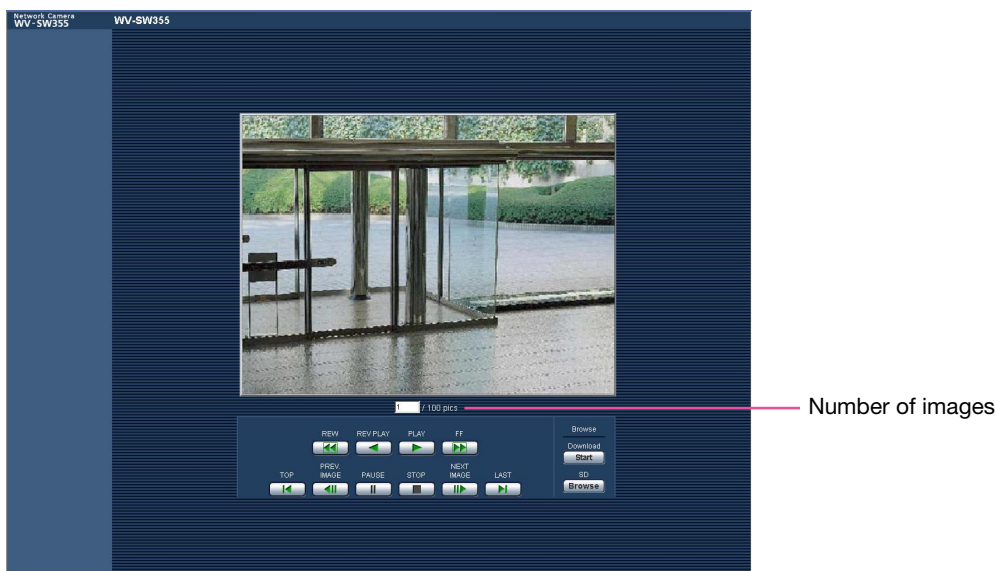 Network Camera
WV-SW355
WV-SW355
1 / 100 pics
Number of images
REW REV PLAY PLAY FF
Browse
Download
Start
TOP PREV. IMAGE PAUSE STOP NEXT IMAGE LAST
SD
Browse